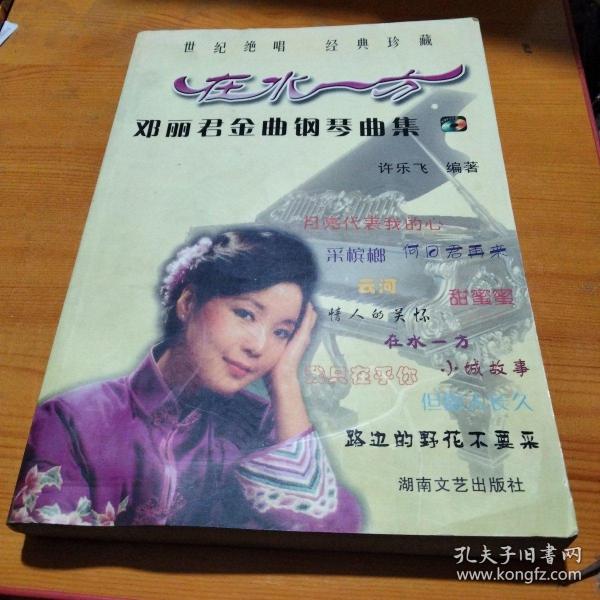 世纪绝唱 经典珍藏
在水一方
邓丽君金曲钢琴曲集
许乐飞 编著
月亮代表我的心
采槟榔 何日君再来
云河
甜蜜蜜
情人的关怀
在水一方
我只在乎你 小城故事
但愿人长久
路边的野花不要采
湖南文艺出版社
孔夫子旧书网
www.kongfz.com